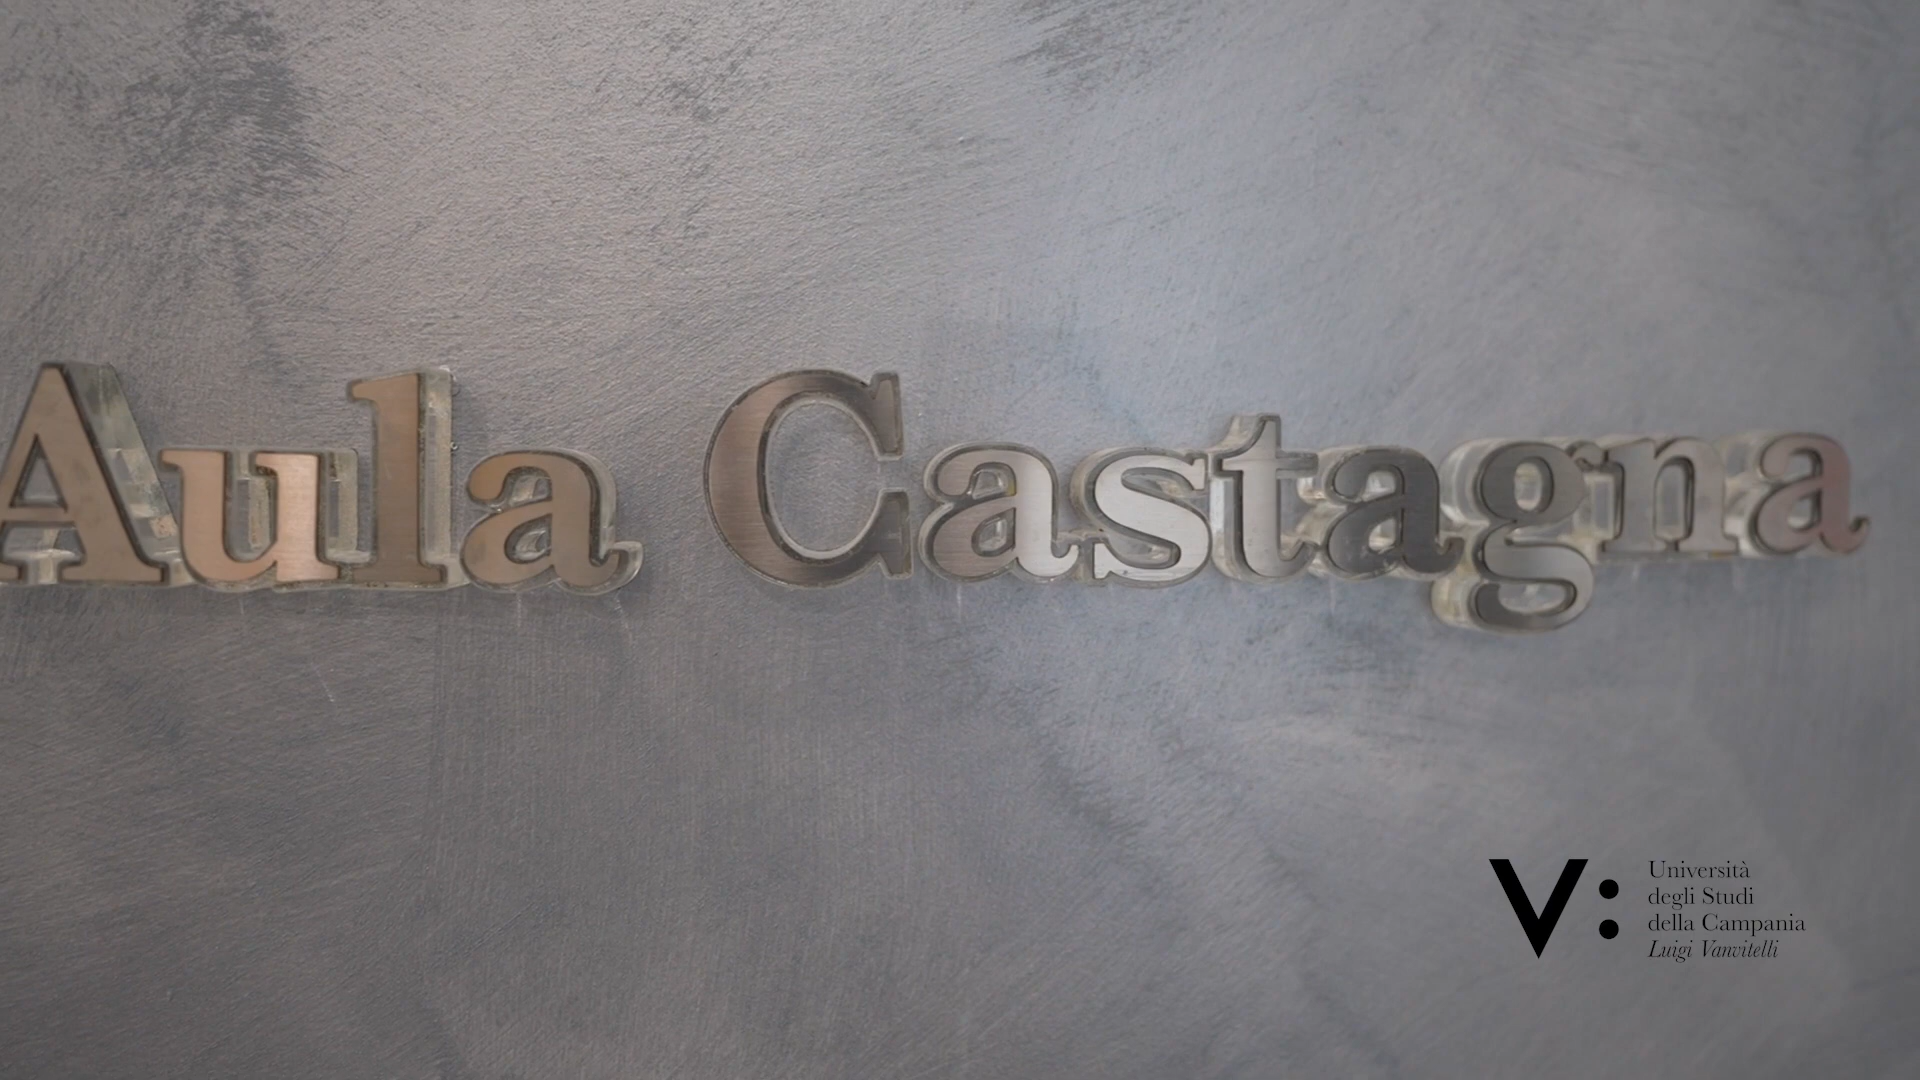 Aula Castagna
V:
Università
degli Studi
della Campania
Luigi Vanvitelli